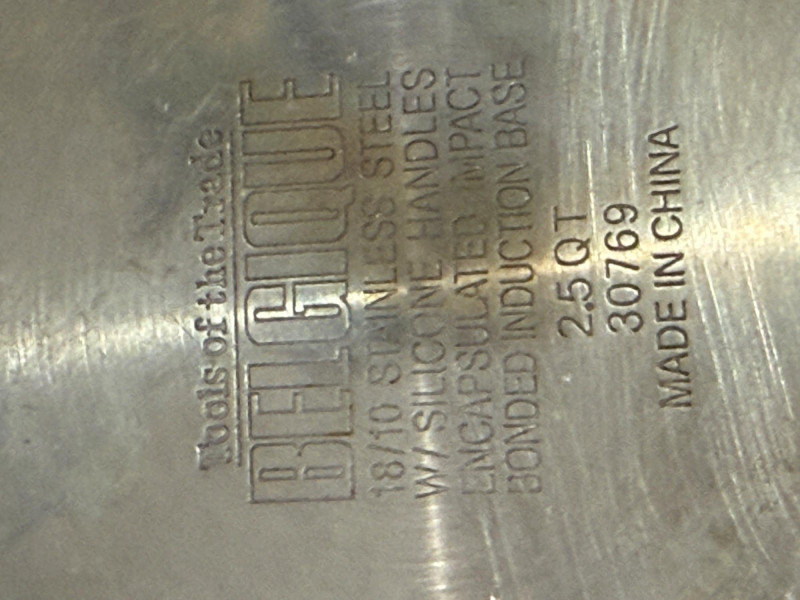 Tools of the Trade
BELGIQUE
18/10 STAINLESS STEEL
W/ SILICONE HANDLES
ENCAPSULATED IMPACT
BONDED INDUCTION BASE
2.5 QT
30769
MADE IN CHINA